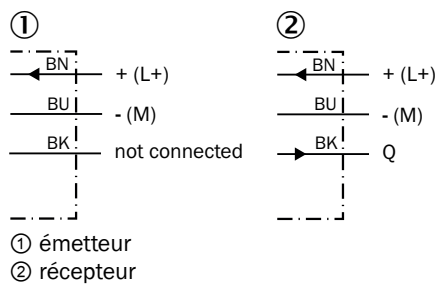 ① ②
BN + (L+)
BU - (M)
BK not connected
BN + (L+)
BU - (M)
BK Q
① émetteur
② récepteur